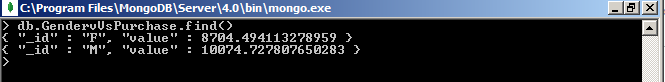 C:\Program Files\MongoDB\Server\4.0\bin\mongo.exe
> db.GendervVsPurchase.find()
{ "_id" : "F", "value" : 8704.494113278959 }
{ "_id" : "M", "value" : 10074.727807650283 }
>